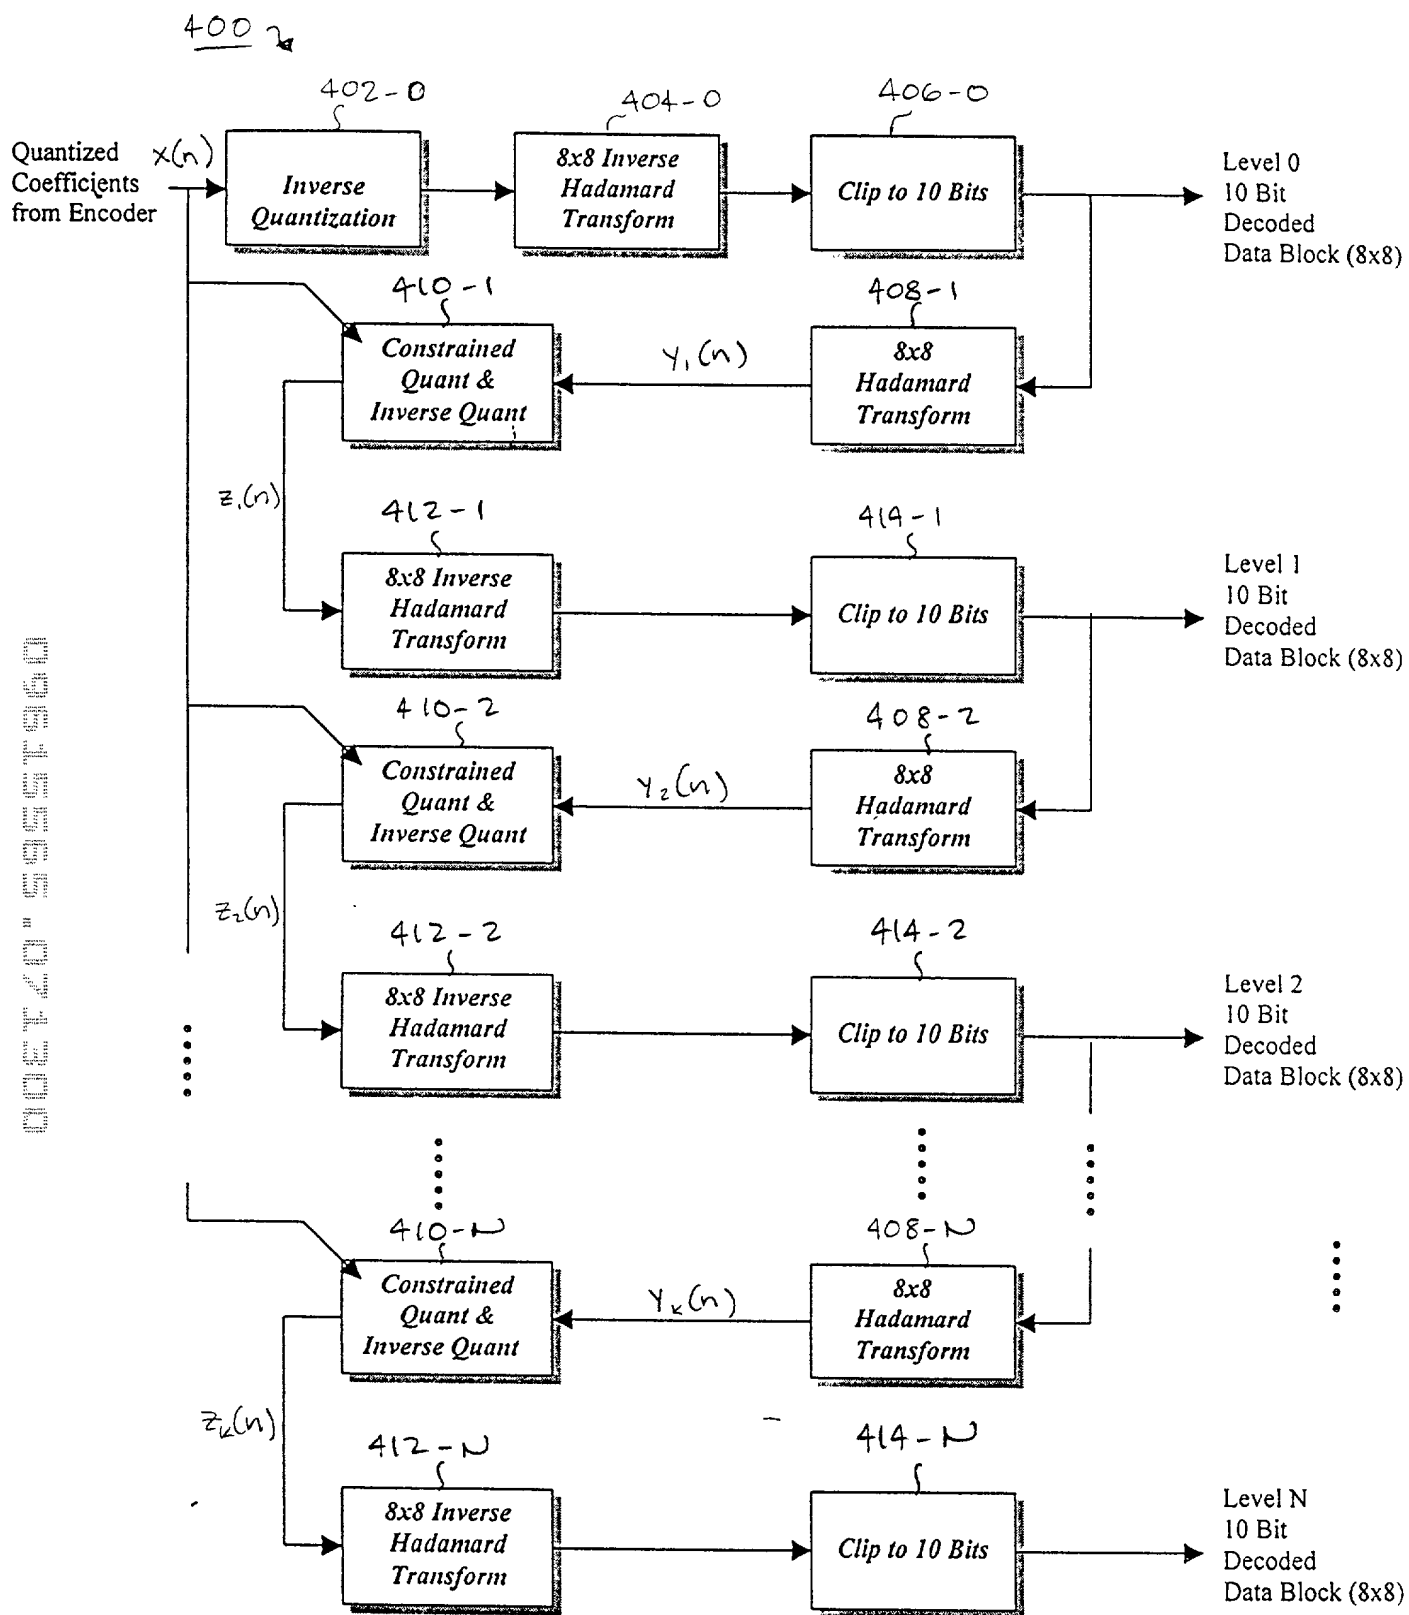 400
402-0
404-0
406-0
Quantized
Coefficients
from Encoder
x(n)
Inverse
Quantization
8x8 Inverse
Hadamard
Transform
Clip to 10 Bits
Level 0
10 Bit
Decoded
Data Block (8x8)
410-1
408-1
Constrained
Quant &
Inverse Quant
Y₁(n)
8x8
Hadamard
Transform
z₁(n)
412-1
414-1
8x8 Inverse
Hadamard
Transform
Clip to 10 Bits
Level 1
10 Bit
Decoded
Data Block (8x8)
410-2
408-2
Constrained
Quant &
Inverse Quant
Y₂(n)
8x8
Hadamard
Transform
z₂(n)
412-2
414-2
8x8 Inverse
Hadamard
Transform
Clip to 10 Bits
Level 2
10 Bit
Decoded
Data Block (8x8)
410-N
408-N
Constrained
Quant &
Inverse Quant
Yₖ(n)
8x8
Hadamard
Transform
zₖ(n)
412-N
414-N
8x8 Inverse
Hadamard
Transform
Clip to 10 Bits
Level N
10 Bit
Decoded
Data Block (8x8)